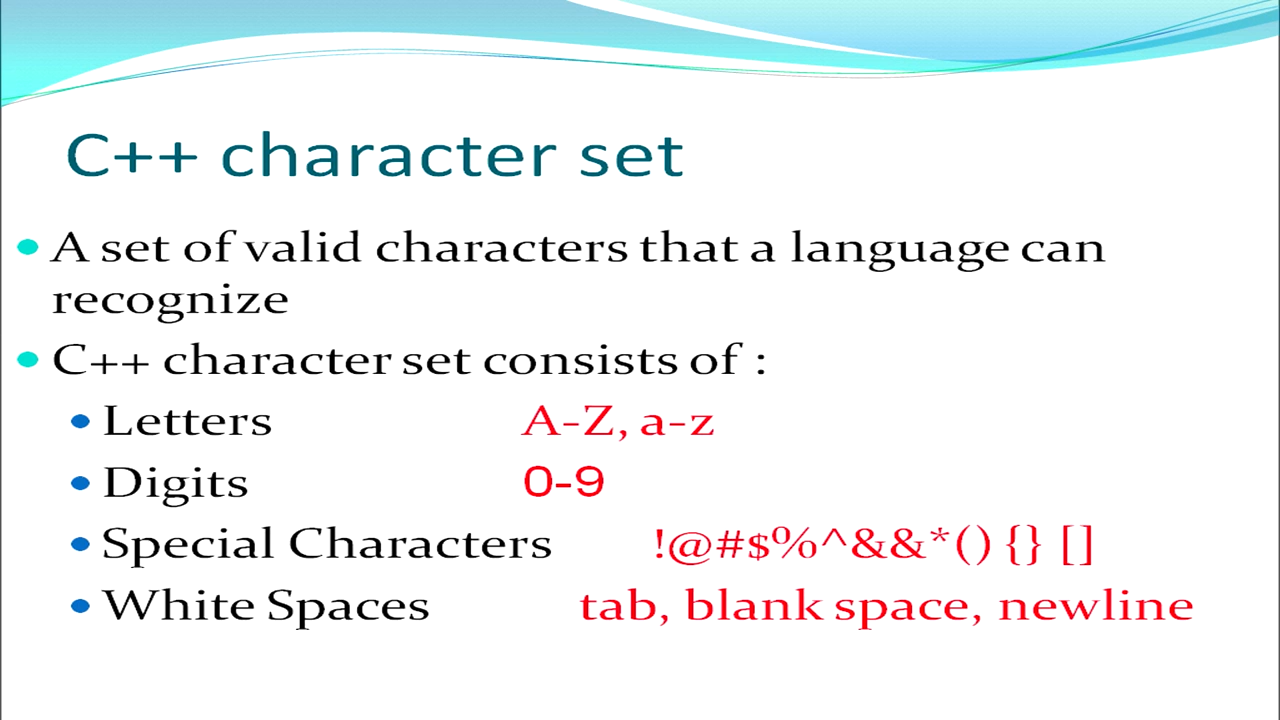 C++ character set
• A set of valid characters that a language can
recognize
• C++ character set consists of :
• Letters A-Z, a-z
• Digits 0-9
• Special Characters !@#$%^&&*() {} []
• White Spaces tab, blank space, newline